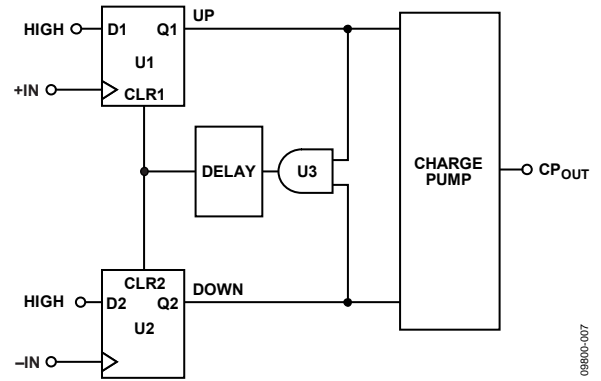 UP
HIGH D1 Q1
U1
+IN
CLR1
DELAY U3 CHARGE
PUMP CPOUT
CLR2 DOWN
HIGH D2 Q2
U2
–IN
09800-007